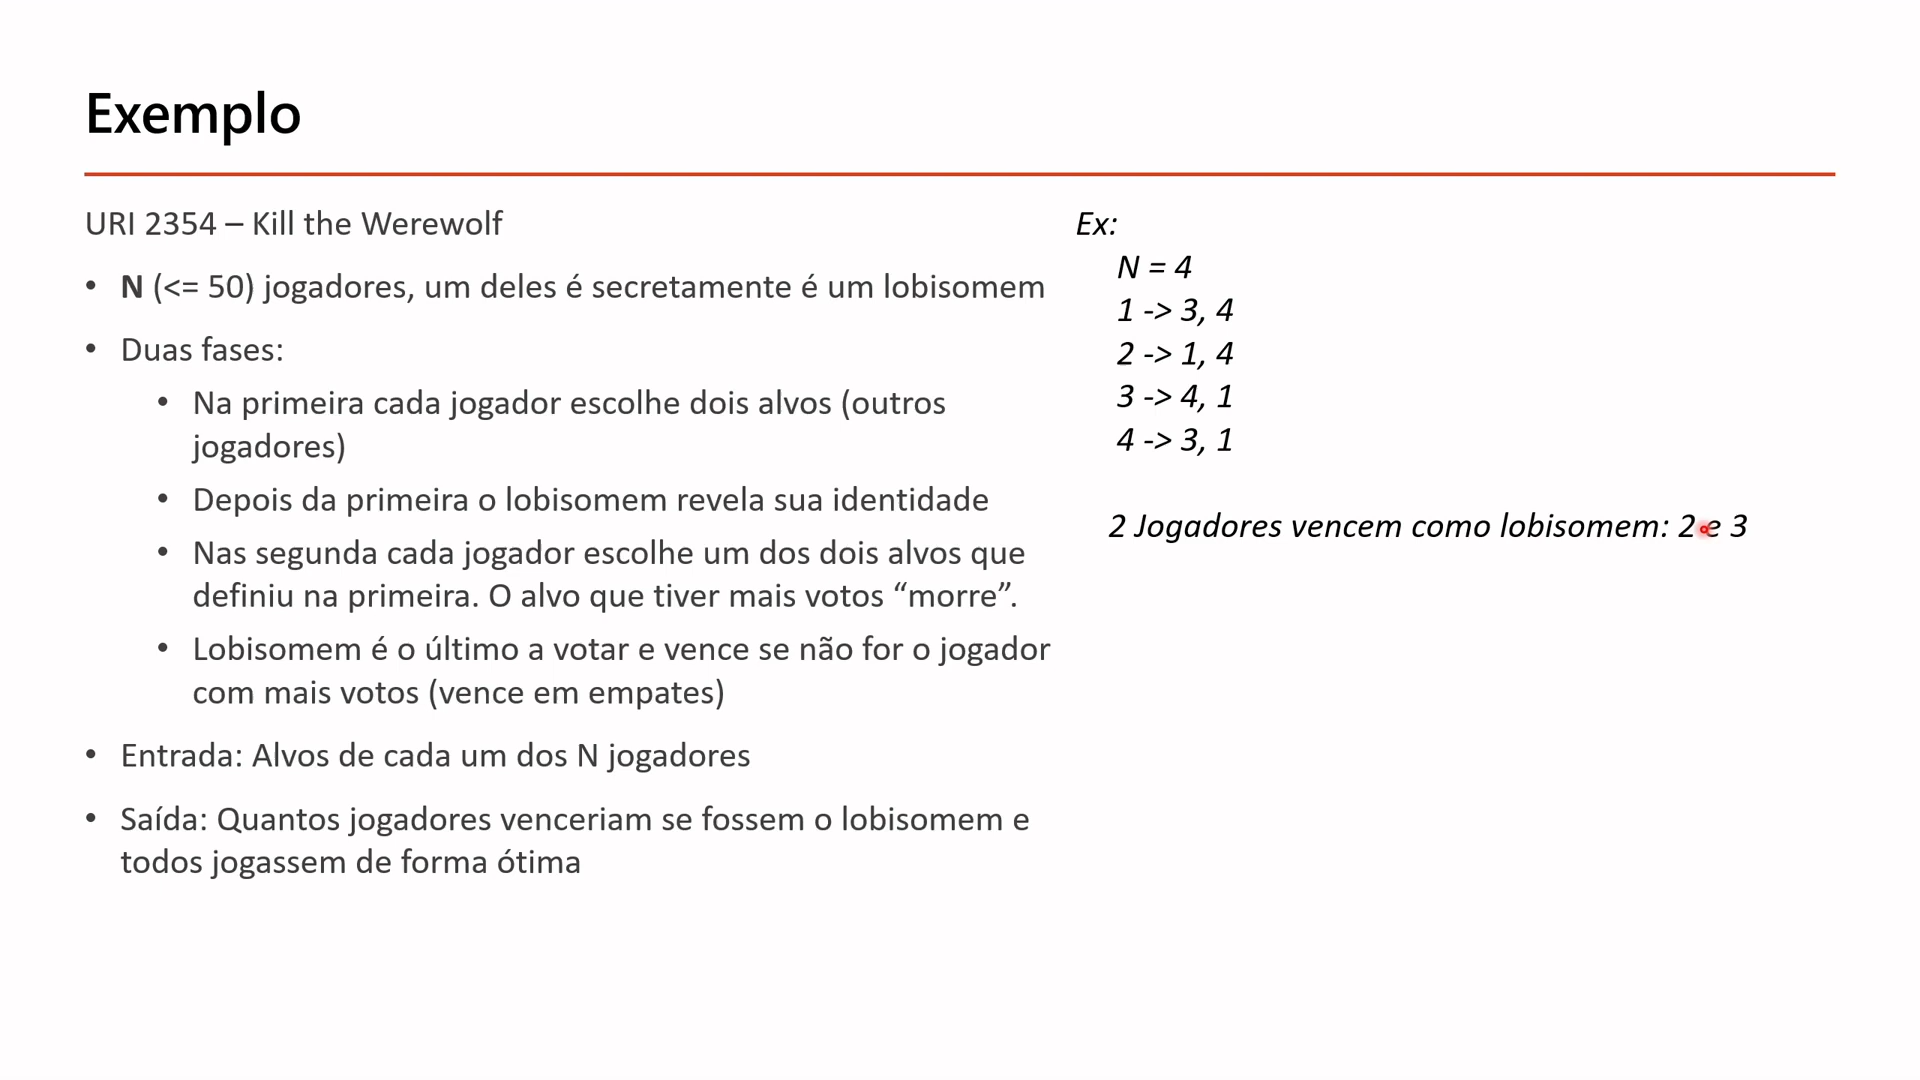 Exemplo
URI 2354 – Kill the Werewolf
• N (<= 50) jogadores, um deles é secretamente é um lobisomem
• Duas fases:
• Na primeira cada jogador escolhe dois alvos (outros
jogadores)
• Depois da primeira o lobisomem revela sua identidade
• Nas segunda cada jogador escolhe um dos dois alvos que
definiu na primeira. O alvo que tiver mais votos “morre”.
• Lobisomem é o último a votar e vence se não for o jogador
com mais votos (vence em empates)
• Entrada: Alvos de cada um dos N jogadores
• Saída: Quantos jogadores venceriam se fossem o lobisomem e
todos jogassem de forma ótima
Ex:
N = 4
1 -> 3, 4
2 -> 1, 4
3 -> 4, 1
4 -> 3, 1
2 Jogadores vencem como lobisomem: 2 e 3